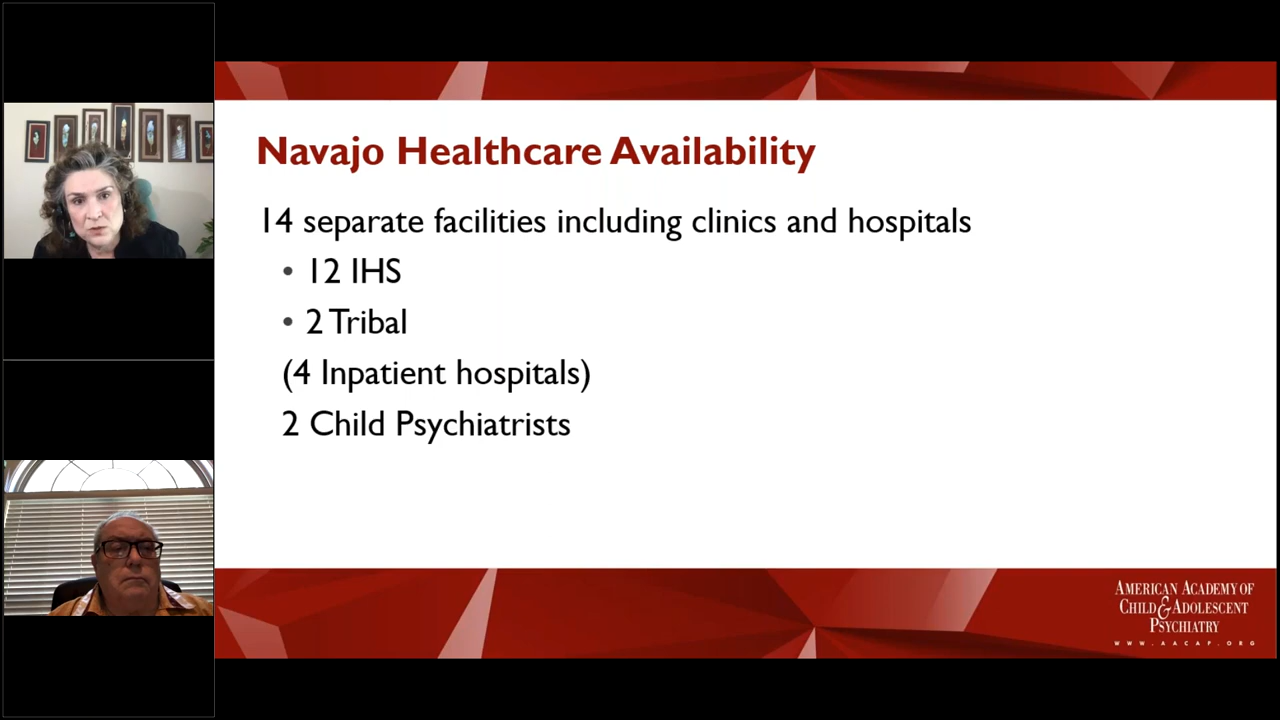 Navajo Healthcare Availability
14 separate facilities including clinics and hospitals
• 12 IHS
• 2 Tribal
(4 Inpatient hospitals)
2 Child Psychiatrists
AMERICAN ACADEMY OF
CHILD & ADOLESCENT
PSYCHIATRY
WWW.AACAP.ORG